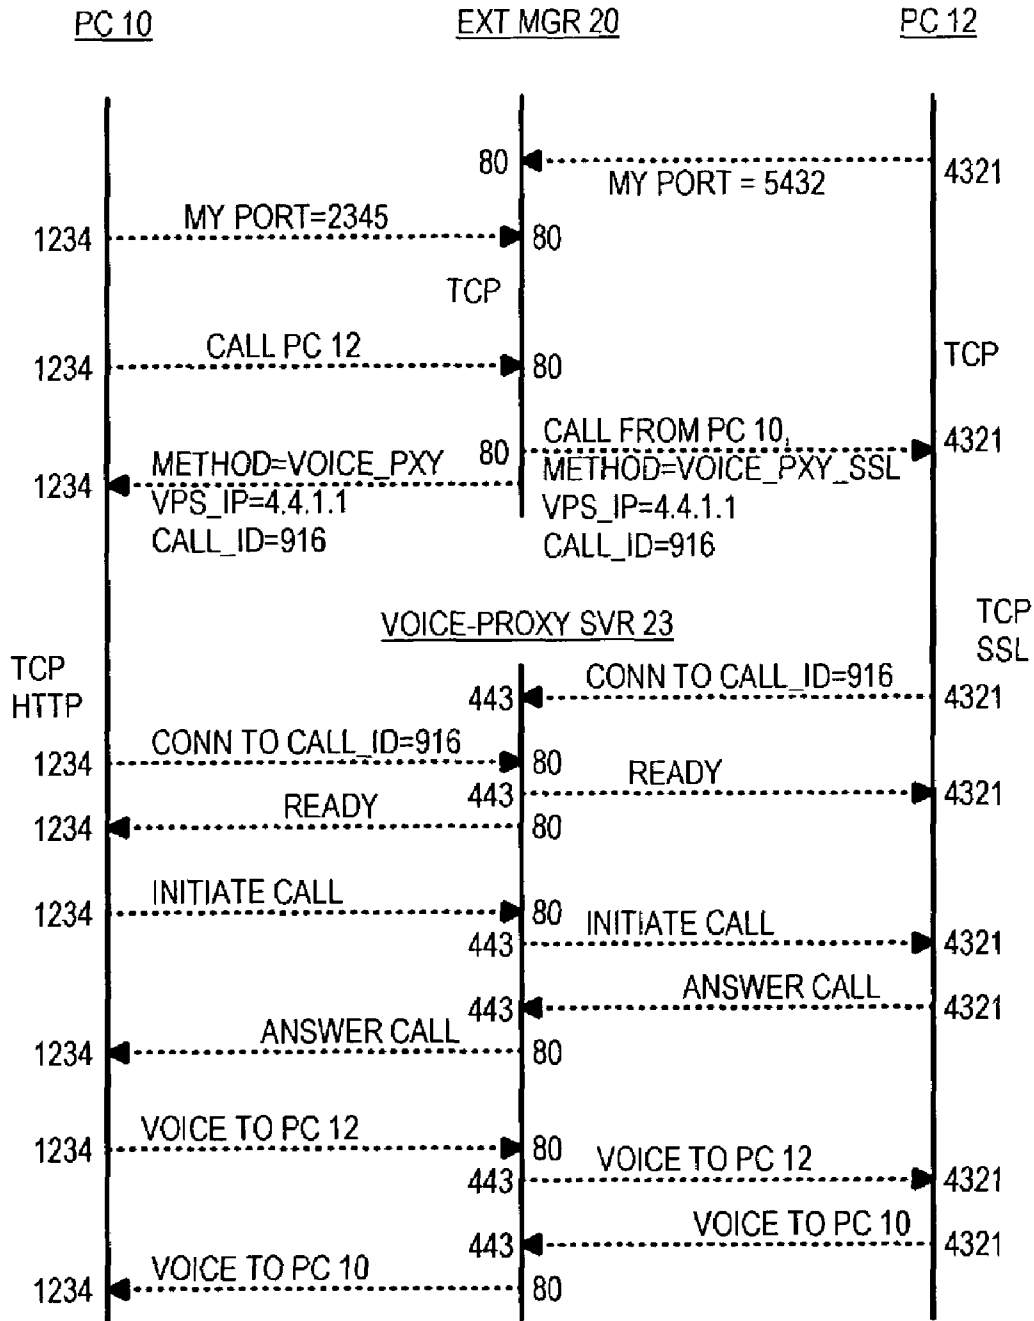 PC 10 EXT MGR 20 PC 12
80 4321
MY PORT = 5432
MY PORT=2345
1234 80
TCP
CALL PC 12
1234 80
TCP
CALL FROM PC 10,
80 4321
METHOD=VOICE_PXY METHOD=VOICE_PXY_SSL
1234
VPS_IP=4.4.1.1 VPS_IP=4.4.1.1
CALL_ID=916 CALL_ID=916
VOICE-PROXY SVR 23
TCP
SSL
TCP
HTTP
CONN TO CALL_ID=916
443 4321
CONN TO CALL_ID=916
1234 80
READY
443 4321
READY
1234 80
INITIATE CALL
1234 80
INITIATE CALL
443 4321
ANSWER CALL
443 4321
ANSWER CALL
1234 80
VOICE TO PC 12
1234 80
VOICE TO PC 12
443 4321
VOICE TO PC 10
443 4321
VOICE TO PC 10
1234 80